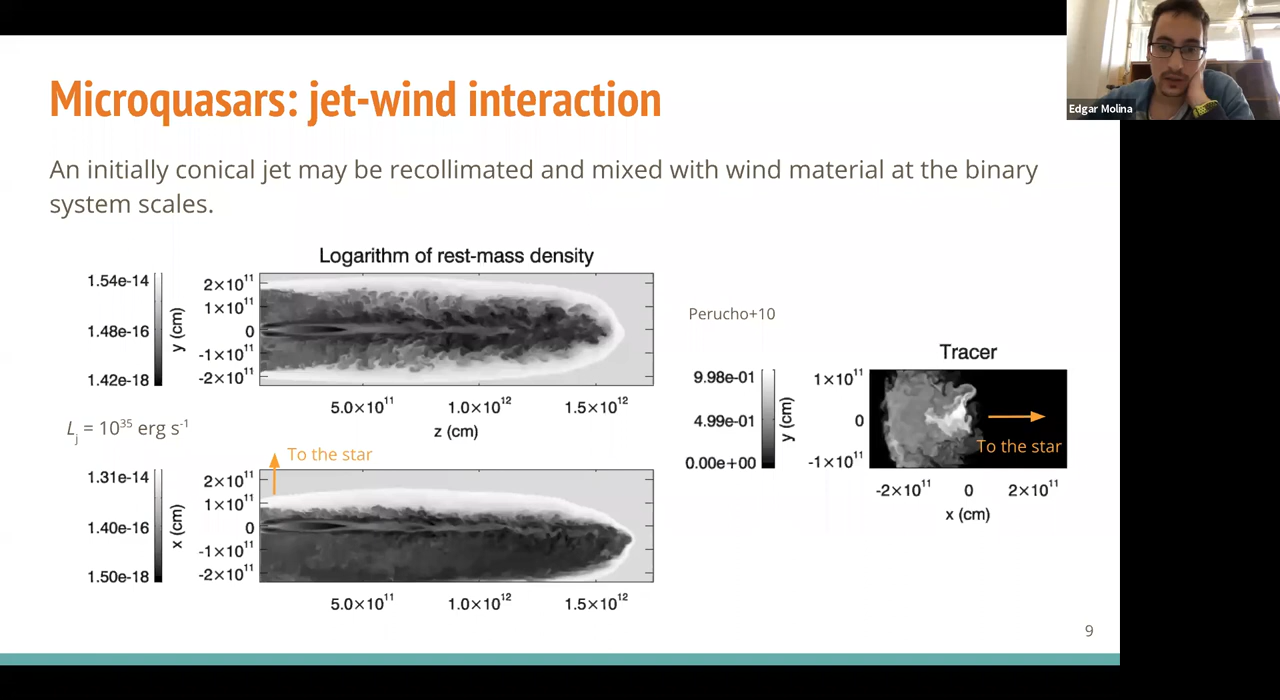 Edgar Molina
Microquasars: jet-wind interaction
An initially conical jet may be recollimated and mixed with wind material at the binary
system scales.
Logarithm of rest-mass density
1.54e-14
1.48e-16
1.42e-18
y (cm)
2×10¹¹
1×10¹¹
0
-1×10¹¹
-2×10¹¹
5.0×10¹¹
1.0×10¹²
1.5×10¹²
z (cm)
Lj = 10³⁵ erg s⁻¹
To the star
1.31e-14
1.40e-16
1.50e-18
x (cm)
2×10¹¹
1×10¹¹
0
-1×10¹¹
-2×10¹¹
5.0×10¹¹
1.0×10¹²
1.5×10¹²
Perucho+10
Tracer
9.98e-01
4.99e-01
0.00e+00
y (cm)
1×10¹¹
0
-1×10¹¹
To the star
-2×10¹¹
0
2×10¹¹
x (cm)
9